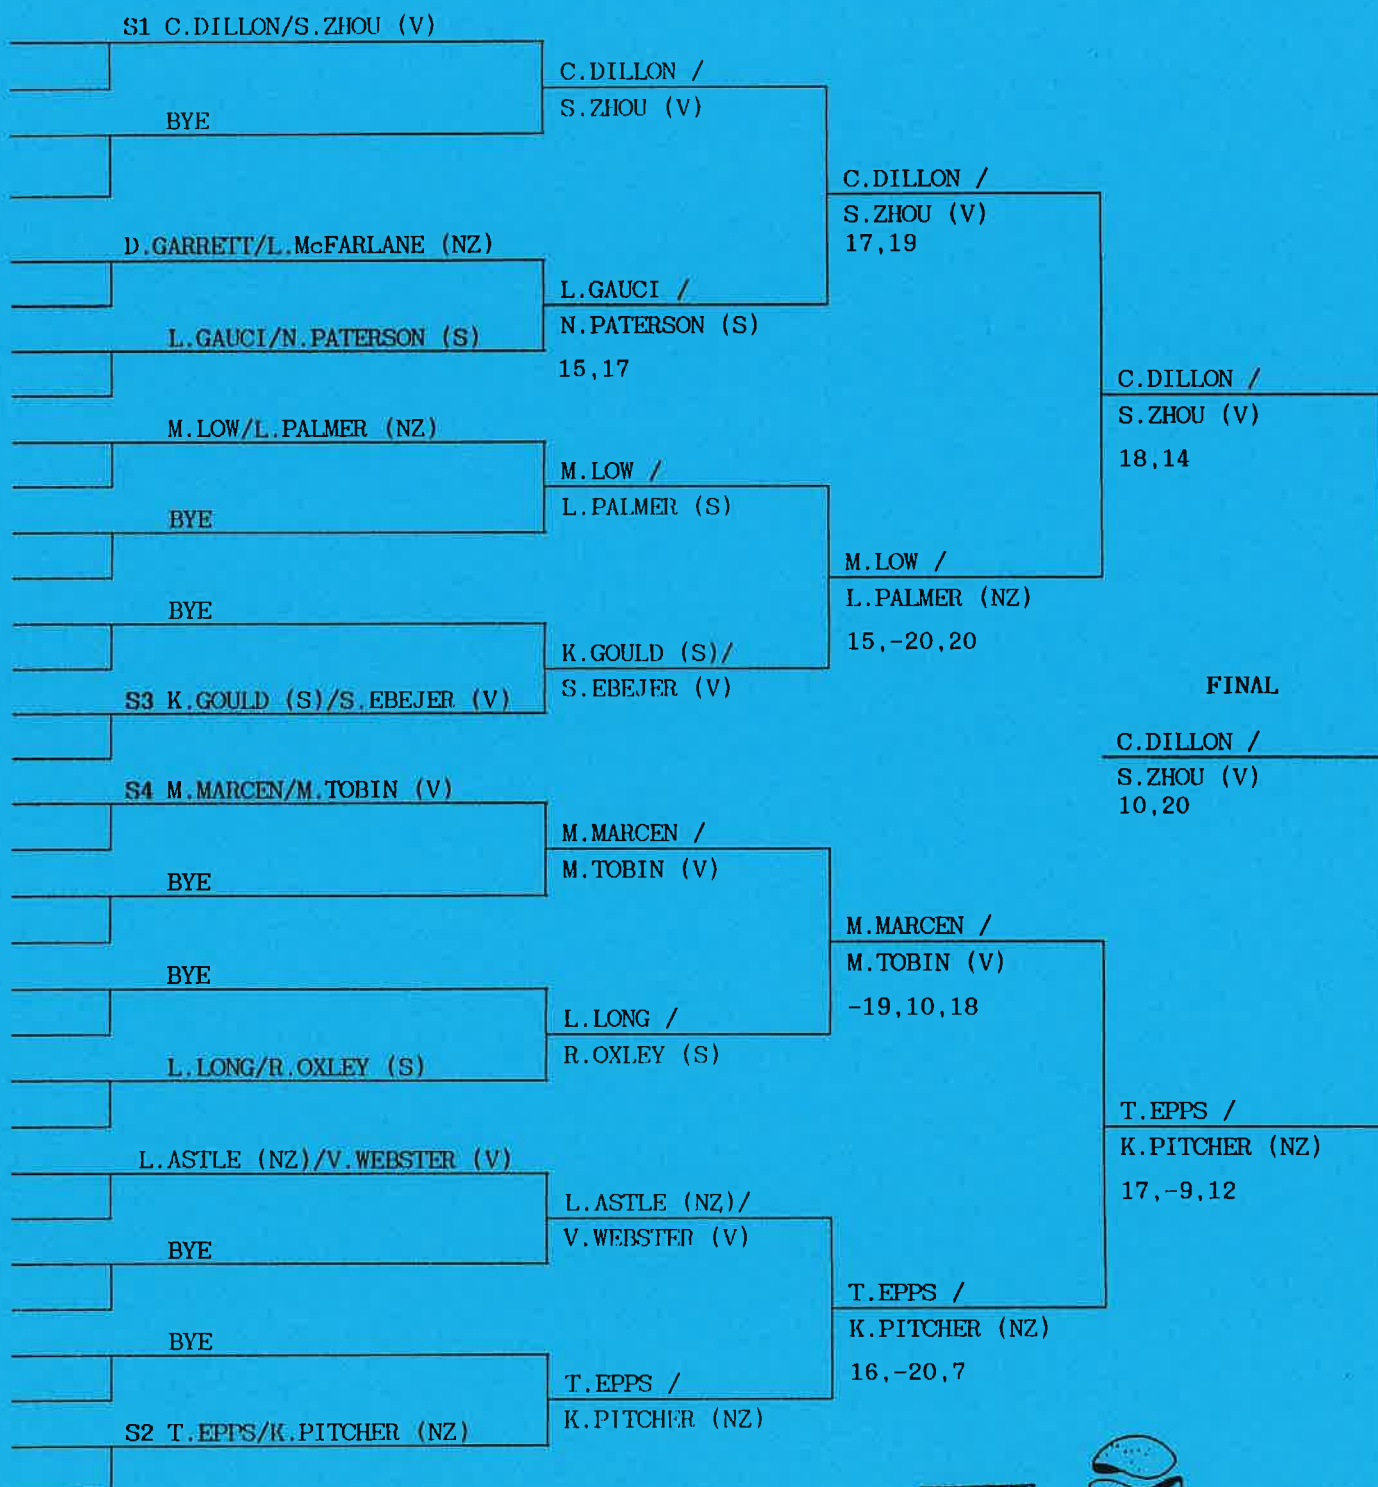 S1 C.DILLON/S.ZHOU (V)
BYE
D.GARRETT/L.McFARLANE (NZ)
L.GAUCI/N.PATERSON (S)
M.LOW/L.PALMER (NZ)
BYE
BYE
S3 K.GOULD (S)/S.EBEJER (V)
S4 M.MARCEN/M.TOBIN (V)
BYE
BYE
L.LONG/R.OXLEY (S)
L.ASTLE (NZ)/V.WEBSTER (V)
BYE
BYE
S2 T.EPPS/K.PITCHER (NZ)
C.DILLON /
S.ZHOU (V)
L.GAUCI /
N.PATERSON (S)
15,17
M.LOW /
L.PALMER (S)
K.GOULD (S)/
S.EBEJER (V)
M.MARCEN /
M.TOBIN (V)
L.LONG /
R.OXLEY (S)
L.ASTLE (NZ)/
V.WEBSTER (V)
T.EPPS /
K.PITCHER (NZ)
C.DILLON /
S.ZHOU (V)
17,19
M.LOW /
L.PALMER (NZ)
15,-20,20
M.MARCEN /
M.TOBIN (V)
-19,10,18
T.EPPS /
K.PITCHER (NZ)
16,-20,7
C.DILLON /
S.ZHOU (V)
18,14
T.EPPS /
K.PITCHER (NZ)
17,-9,12
FINAL
C.DILLON /
S.ZHOU (V)
10,20